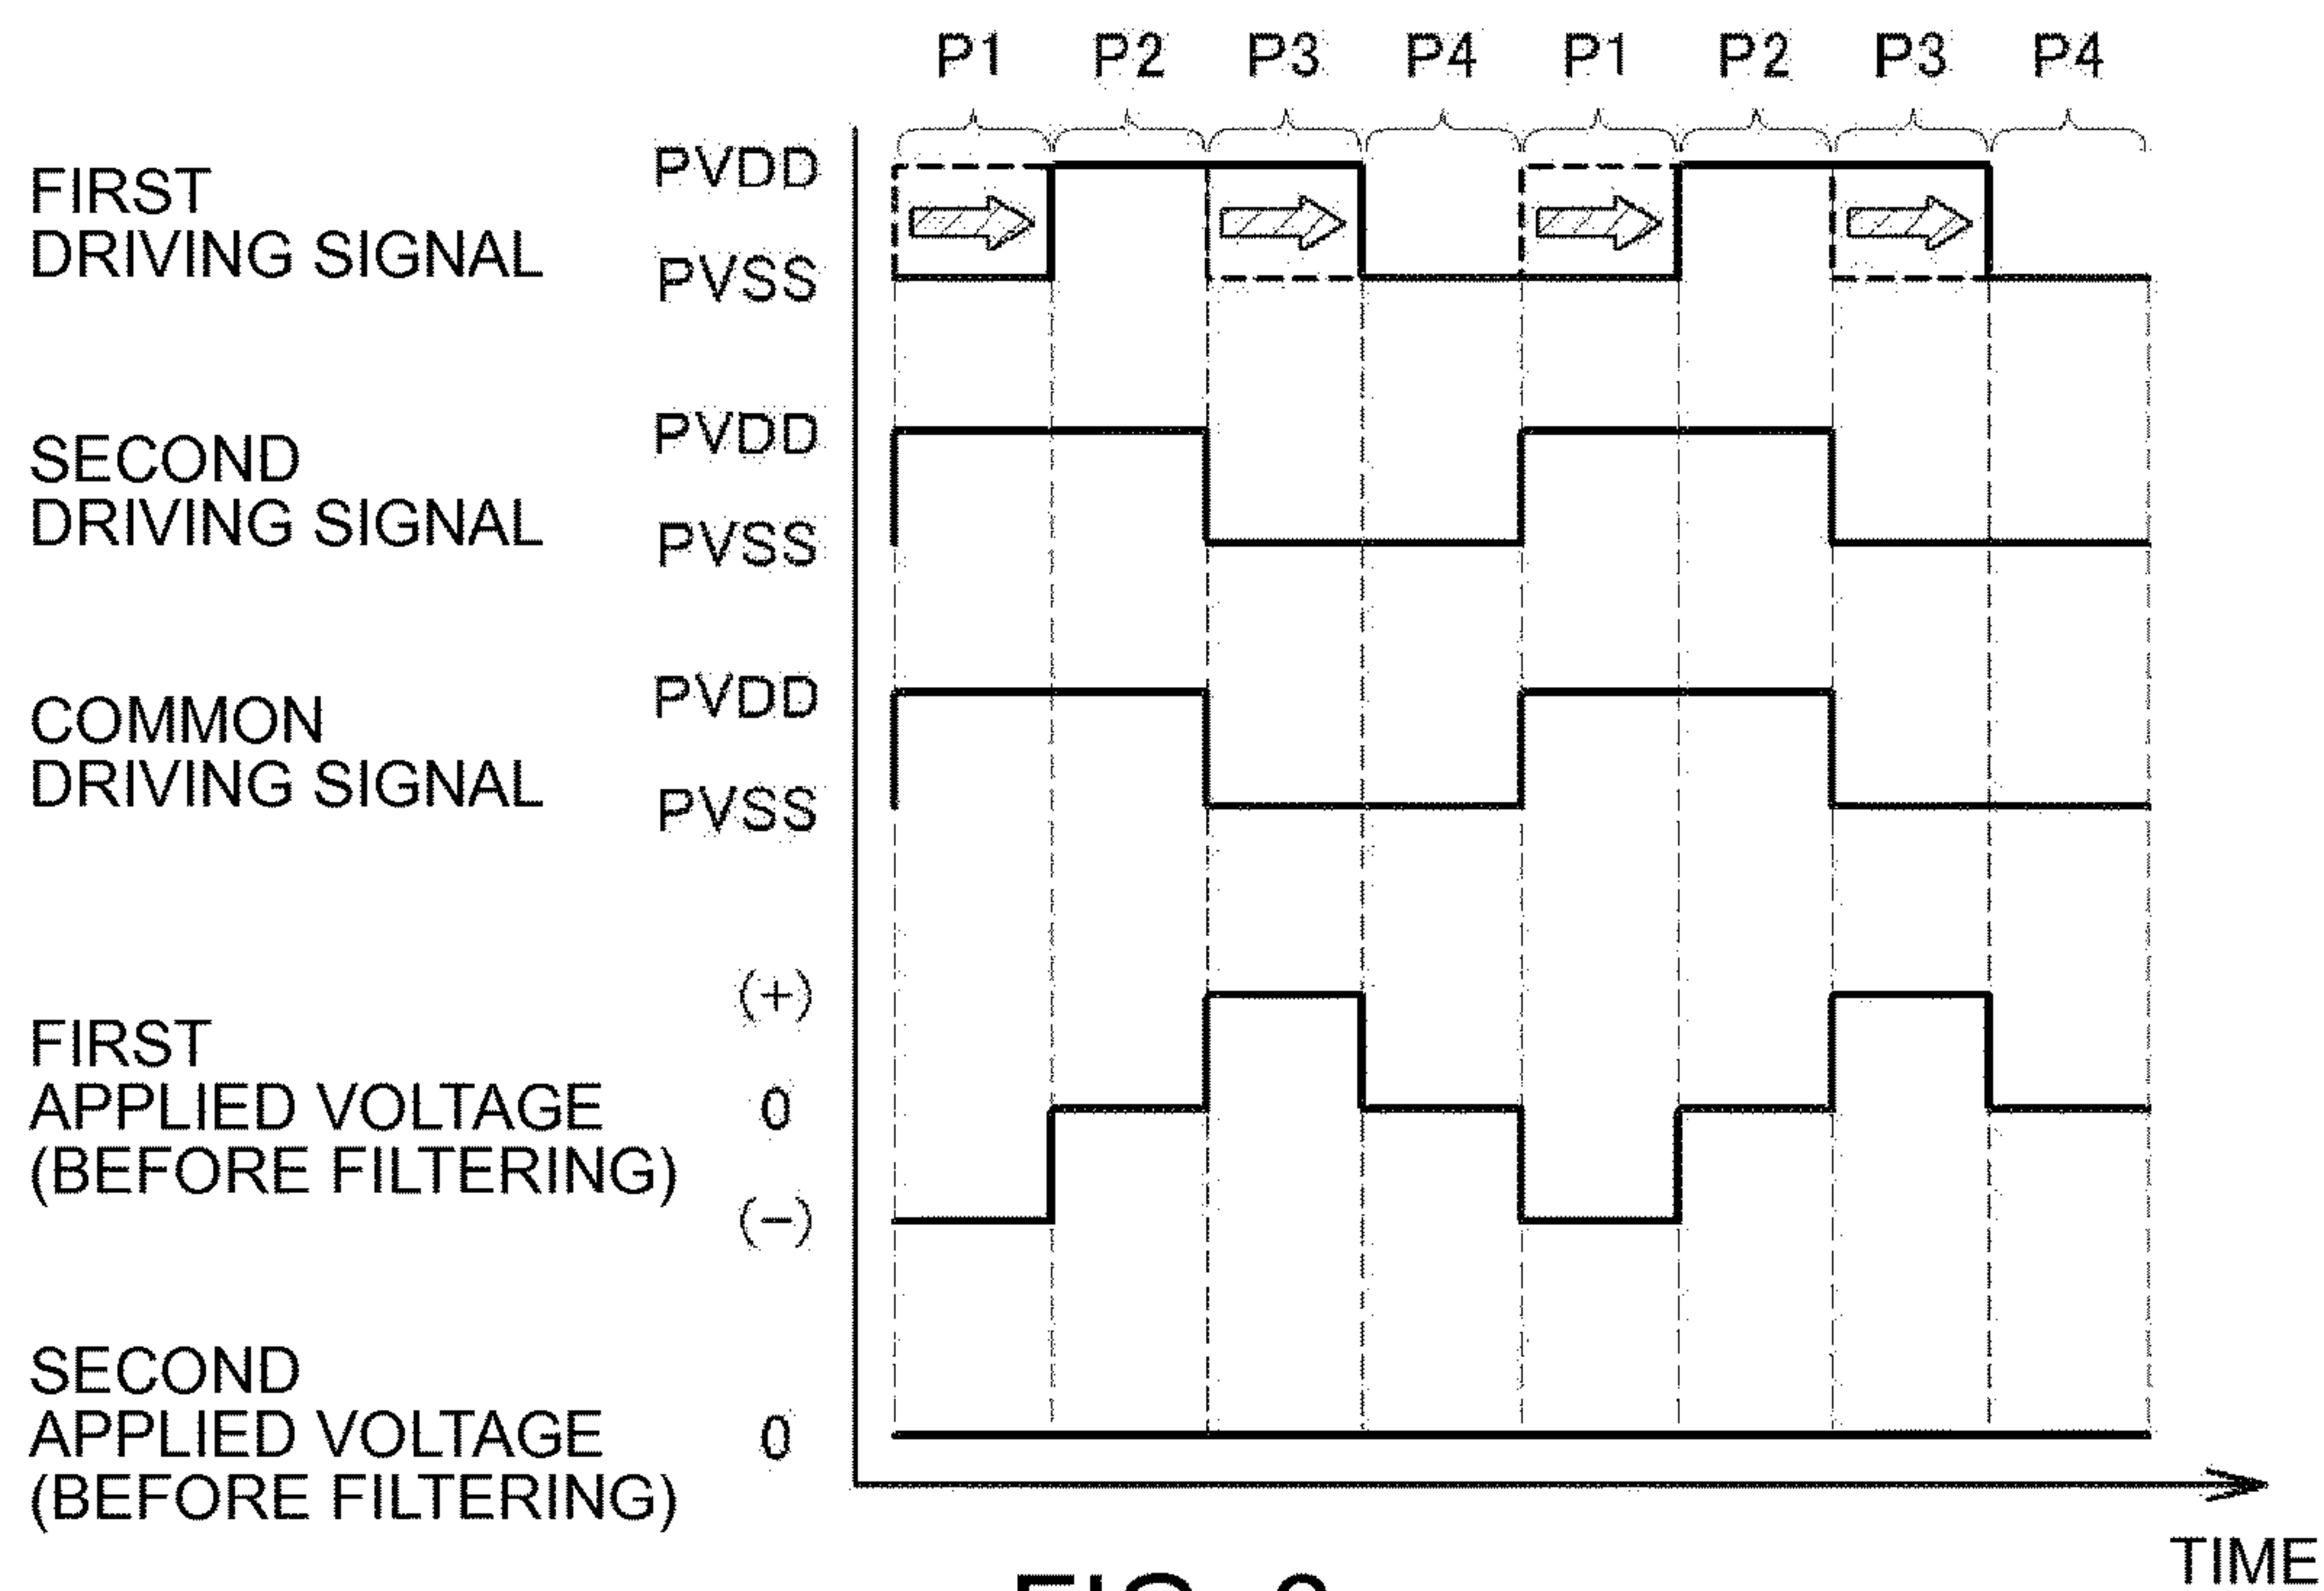 P1 P2 P3 P4 P1 P2 P3 P4
PVDD
FIRST
DRIVING SIGNAL
PVSS
PVDD
SECOND
DRIVING SIGNAL
PVSS
PVDD
COMMON
DRIVING SIGNAL
PVSS
(+)
FIRST
APPLIED VOLTAGE
0
(BEFORE FILTERING)
(−)
SECOND
APPLIED VOLTAGE
0
(BEFORE FILTERING)
TIME